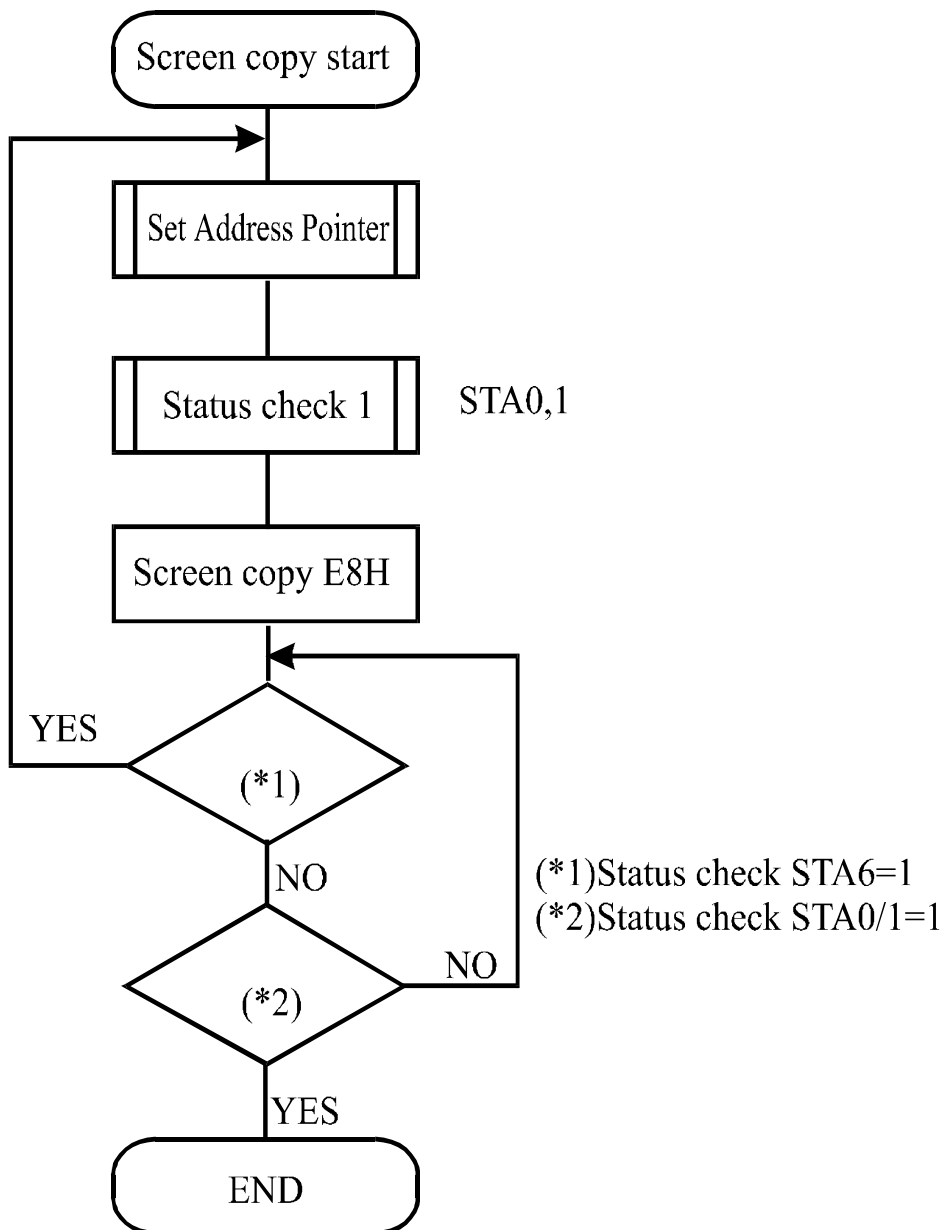 Screen copy start
Set Address Pointer
Status check 1
STA0,1
Screen copy E8H
YES
(*1)
NO
(*1)Status check STA6=1
(*2)Status check STA0/1=1
NO
(*2)
YES
END